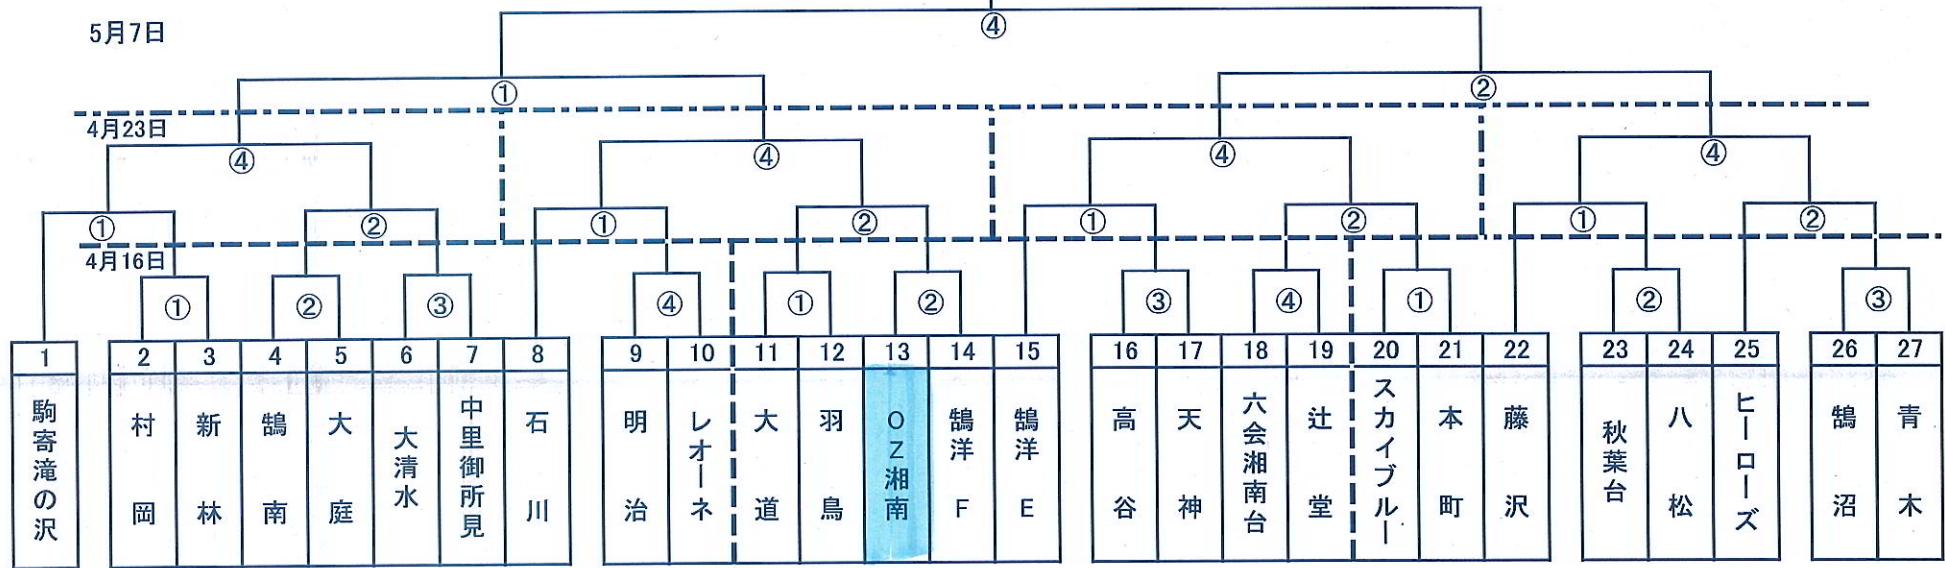 5月7日
④
① ②
4月23日
④ ④ ④ ④
① ② ① ② ① ② ① ②
4月16日
① ② ③ ④ ① ② ③ ④ ① ② ③
1 2 3 4 5 6 7 8 9 10 11 12 13 14 15 16 17 18 19 20 21 22 23 24 25 26 27
駒寄滝の沢
村岡
新林
鵠南
大庭
大清水
中里御所見
石川
明治
レオーネ
大道
羽鳥
OZ湘南
鵠洋F
鵠洋E
高谷
天神
六会湘南台
辻堂
スカイブルー
本町
藤沢
秋葉台
八松
ヒーローズ
鵠沼
青木